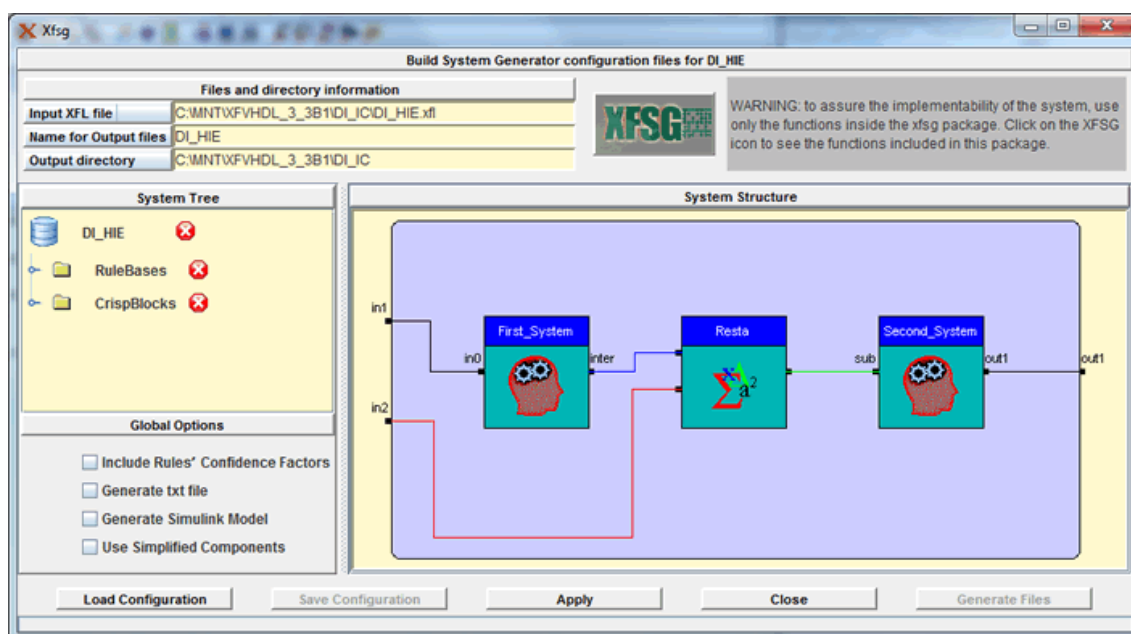 Xfsg
Build System Generator configuration files for DI_HIE
Files and directory information
Input XFL file C:\MNT\XFVHDL_3_3B1\DI_IC\DI_HIE.xfl
Name for Output files DI_HIE
Output directory C:\MNT\XFVHDL_3_3B1\DI_IC
XFSG
WARNING: to assure the implementability of the system, use
only the functions inside the xfsg package. Click on the XFSG
icon to see the functions included in this package.
System Tree
DI_HIE
RuleBases
CrispBlocks
Global Options
Include Rules' Confidence Factors
Generate txt file
Generate Simulink Model
Use Simplified Components
System Structure
in1
in2
First_System
in0
inter
Resta
Σ x a²
Second_System
sub
out1
out1
Load Configuration
Save Configuration
Apply
Close
Generate Files